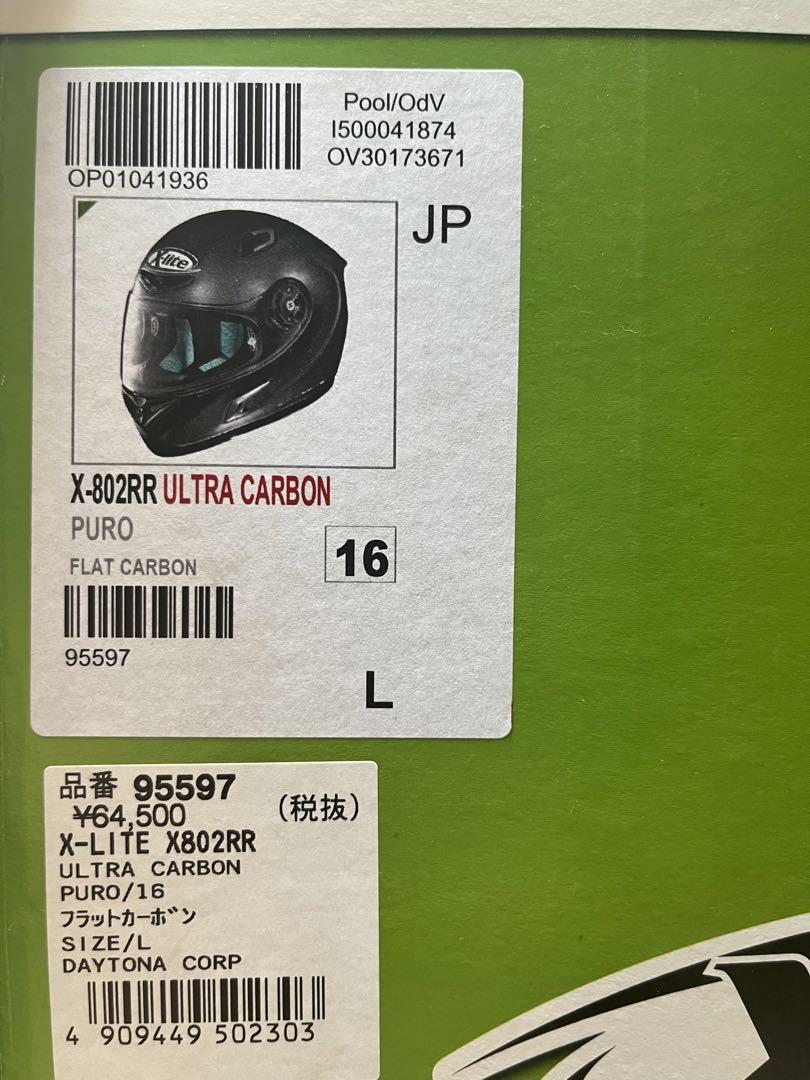 Pool/OdV
I500041874
OV30173671
OP01041936
JP
X-lite
X-802RR ULTRA CARBON
PURO
16
FLAT CARBON
95597
L
品番 95597
¥64,500 (税抜)
X-LITE X802RR
ULTRA CARBON
PURO/16
フラットカーボン
SIZE/L
DAYTONA CORP
4 909449 502303